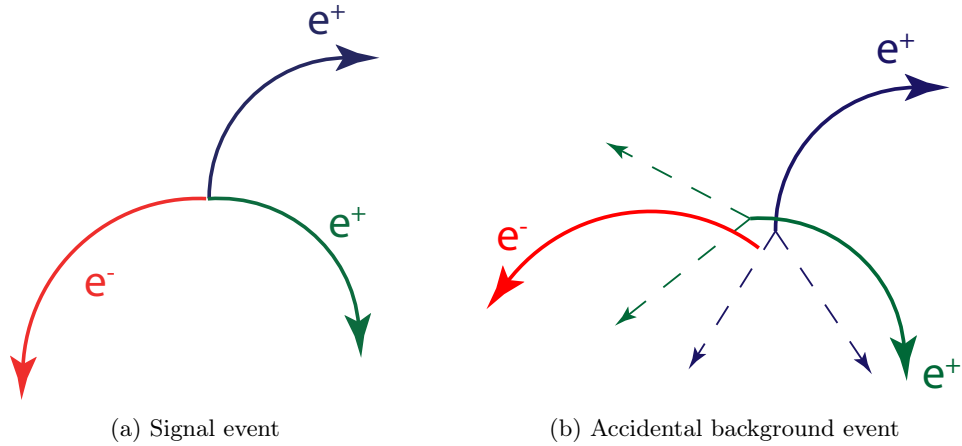 e⁺
e⁺
e⁻
(a) Signal event
e⁺
e⁻
e⁺
(b) Accidental background event